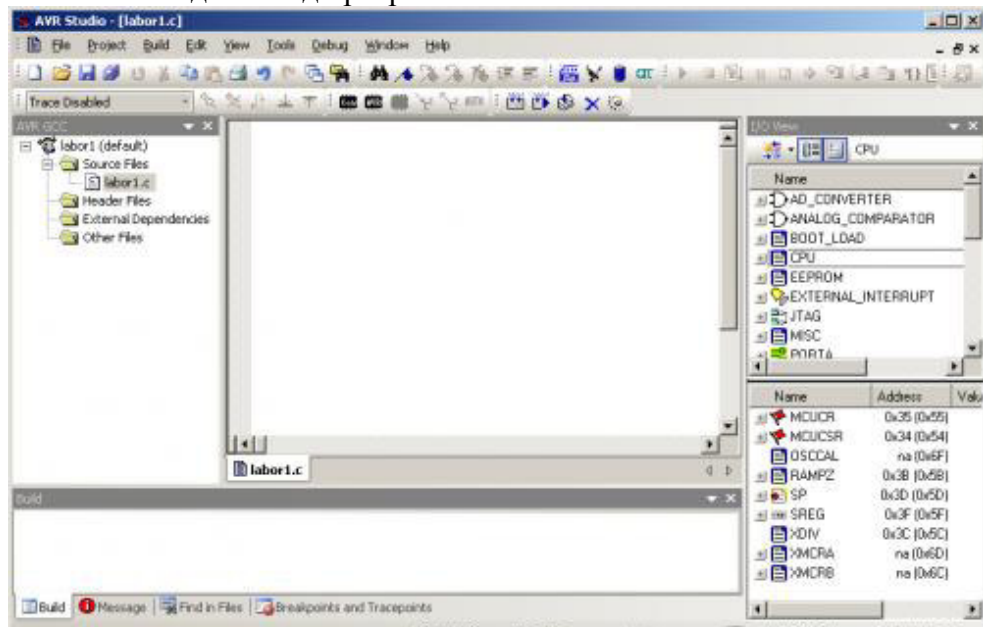 AVR Studio - [labor1.c]
File Project Build Edit View Tools Debug Window Help
Trace Disabled
AVR GCC
labor1 (default)
Source Files
labor1.c
Header Files
External Dependencies
Other Files
labor1.c
I/O View
CPU
Name
AD_CONVERTER
ANALOG_COMPARATOR
BOOT_LOAD
CPU
EEPROM
EXTERNAL_INTERRUPT
JTAG
MISC
PORTA
Name Address Valu
MCUCR 0x35 (0x55)
MCUCSR 0x34 (0x54)
OSCCAL na (0x6F)
RAMPZ 0x3B (0x5B)
SP 0x3D (0x5D)
SREG 0x3F (0x5F)
XDIV 0x3C (0x5C)
XMCRA na (0x6D)
XMCRB na (0x6C)
Build
Build Message Find in Files Breakpoints and Tracepoints